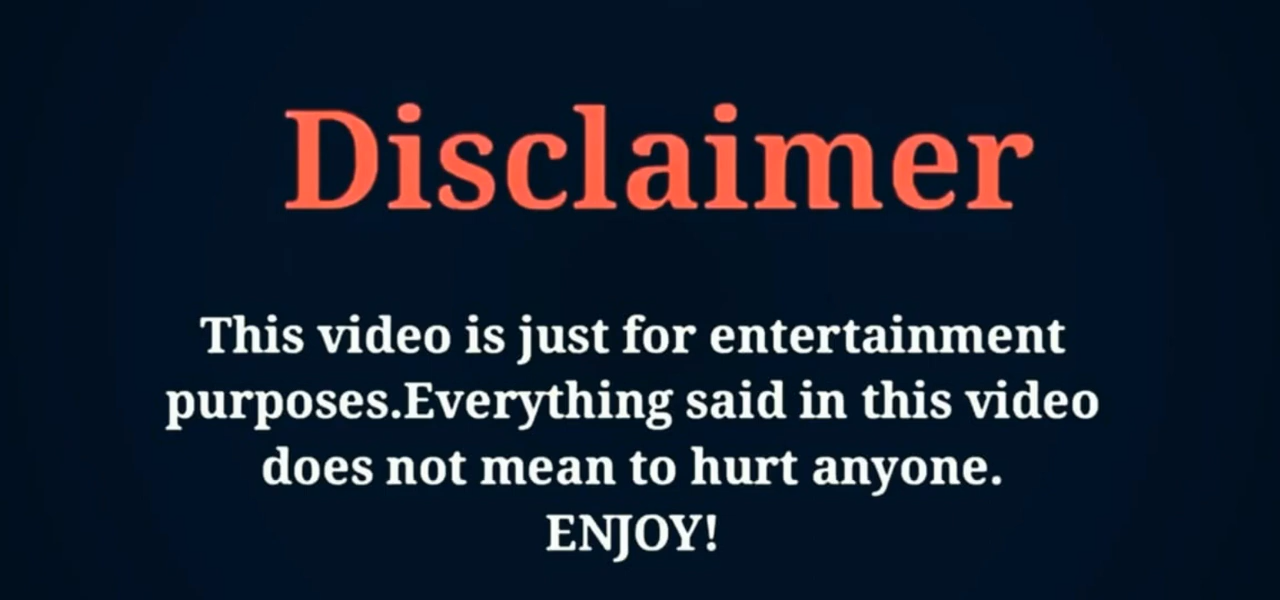 Disclaimer
This video is just for entertainment
purposes.Everything said in this video
does not mean to hurt anyone.
ENJOY!